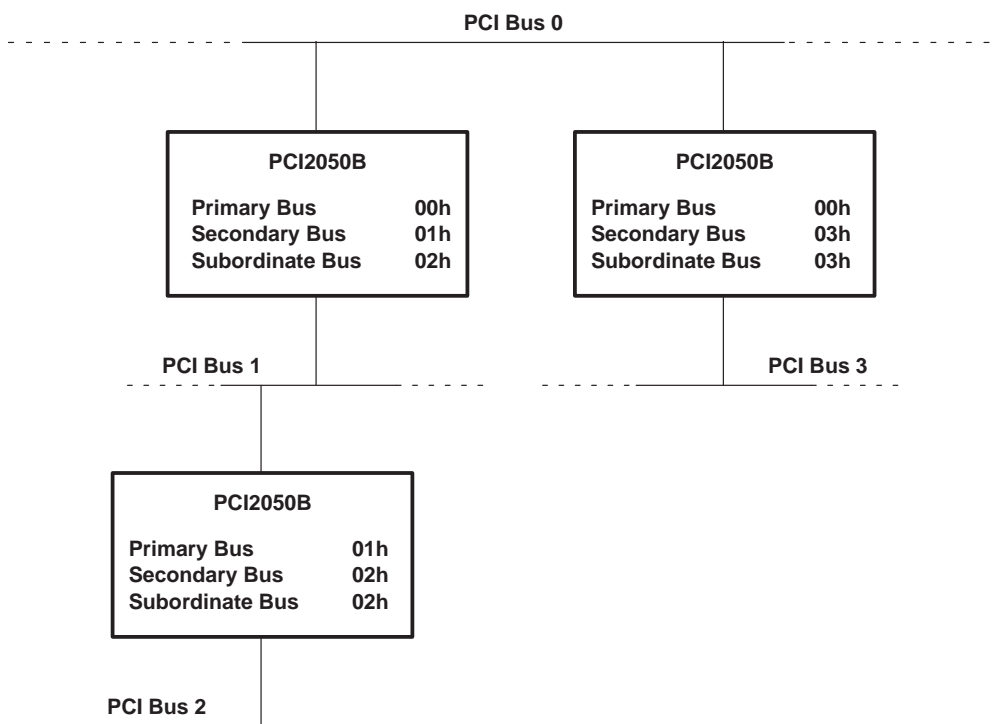 PCI Bus 0
PCI2050B
Primary Bus 00h
Secondary Bus 01h
Subordinate Bus 02h
PCI2050B
Primary Bus 00h
Secondary Bus 03h
Subordinate Bus 03h
PCI Bus 1
PCI Bus 3
PCI2050B
Primary Bus 01h
Secondary Bus 02h
Subordinate Bus 02h
PCI Bus 2